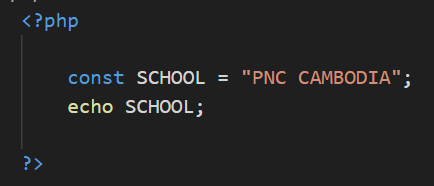 <?php
const SCHOOL = "PNC CAMBODIA";
echo SCHOOL;
?>